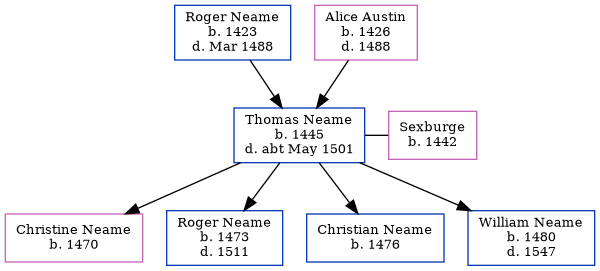 Roger Neame
b. 1423
d. Mar 1488
Alice Austin
b. 1426
d. 1488
Thomas Neame
b. 1445
d. abt May 1501
Sexburge
b. 1442
Christine Neame
b. 1470
Roger Neame
b. 1473
d. 1511
Christian Neame
b. 1476
William Neame
b. 1480
d. 1547